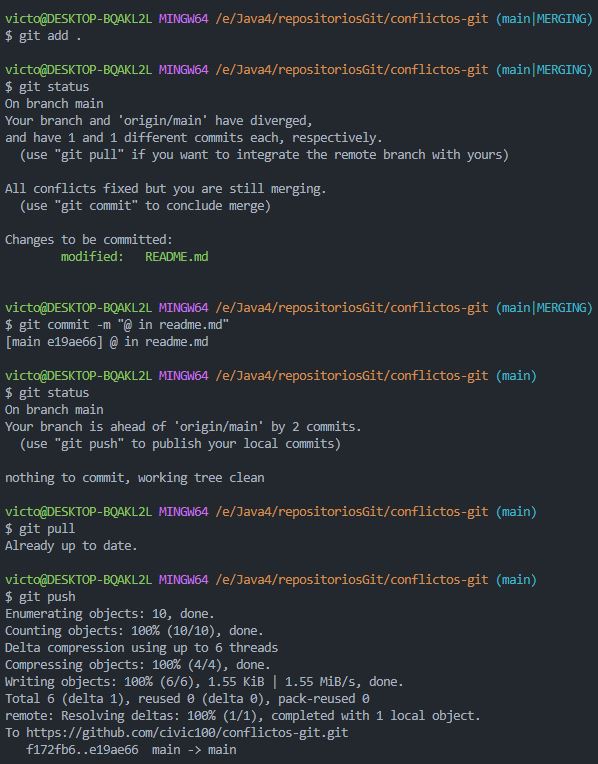 victo@DESKTOP-BQAKL2L MINGW64 /e/Java4/repositoriosGit/conflictos-git (main|MERGING)
$ git add .
victo@DESKTOP-BQAKL2L MINGW64 /e/Java4/repositoriosGit/conflictos-git (main|MERGING)
$ git status
On branch main
Your branch and 'origin/main' have diverged,
and have 1 and 1 different commits each, respectively.
(use "git pull" if you want to integrate the remote branch with yours)
All conflicts fixed but you are still merging.
(use "git commit" to conclude merge)
Changes to be committed:
modified: README.md
victo@DESKTOP-BQAKL2L MINGW64 /e/Java4/repositoriosGit/conflictos-git (main|MERGING)
$ git commit -m "@ in readme.md"
[main e19ae66] @ in readme.md
victo@DESKTOP-BQAKL2L MINGW64 /e/Java4/repositoriosGit/conflictos-git (main)
$ git status
On branch main
Your branch is ahead of 'origin/main' by 2 commits.
(use "git push" to publish your local commits)
nothing to commit, working tree clean
victo@DESKTOP-BQAKL2L MINGW64 /e/Java4/repositoriosGit/conflictos-git (main)
$ git pull
Already up to date.
victo@DESKTOP-BQAKL2L MINGW64 /e/Java4/repositoriosGit/conflictos-git (main)
$ git push
Enumerating objects: 10, done.
Counting objects: 100% (10/10), done.
Delta compression using up to 6 threads
Compressing objects: 100% (4/4), done.
Writing objects: 100% (6/6), 1.55 KiB | 1.55 MiB/s, done.
Total 6 (delta 1), reused 0 (delta 0), pack-reused 0
remote: Resolving deltas: 100% (1/1), completed with 1 local object.
To https://github.com/civic100/conflictos-git.git
f172fb6..e19ae66 main -> main